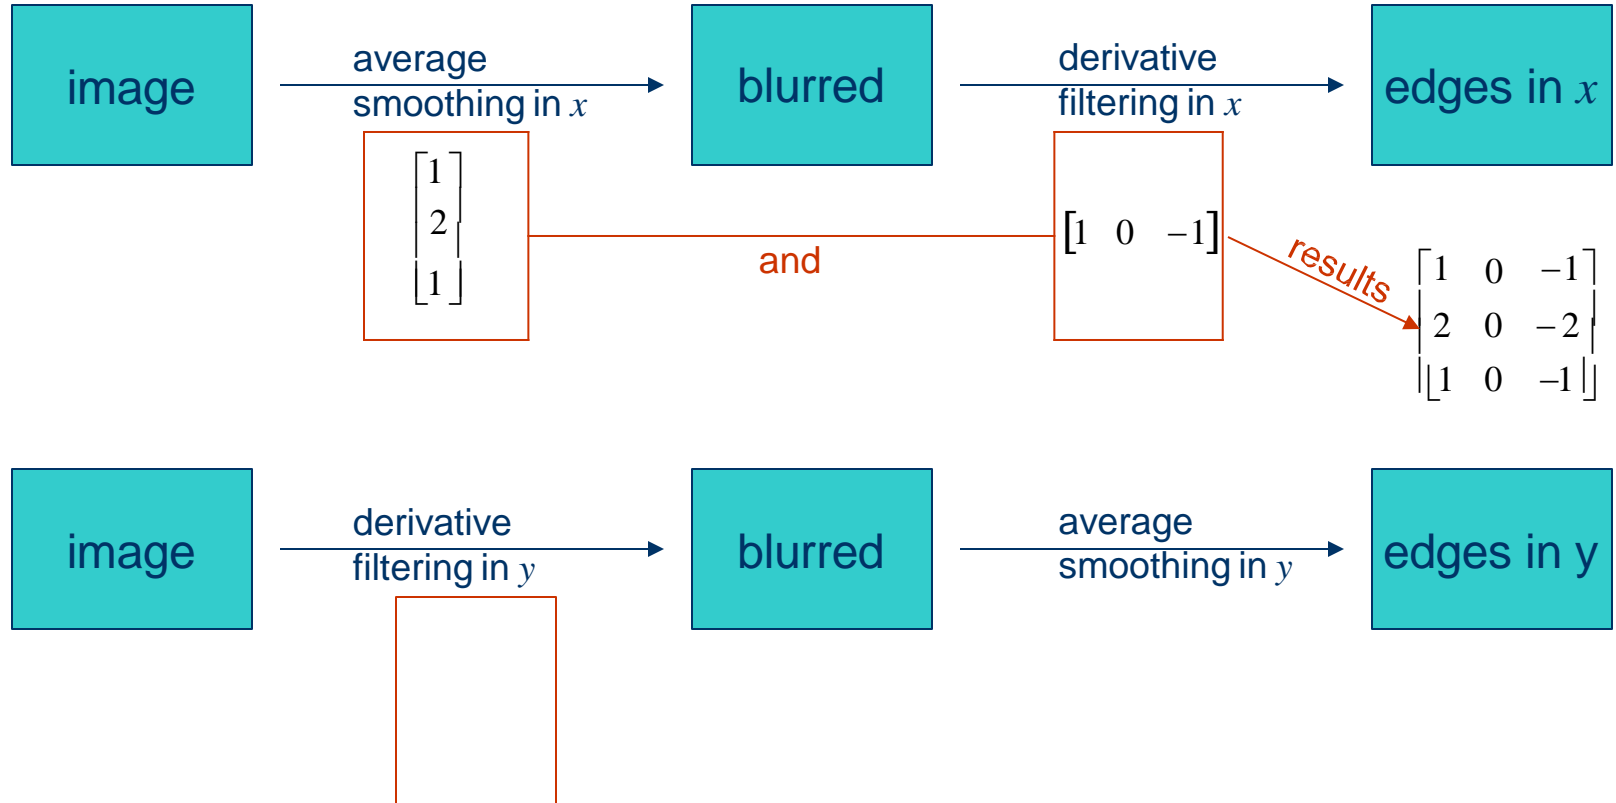 image
average
smoothing in x
blurred
derivative
filtering in x
edges in x
1
2
1
and
[1 0 −1]
results
1 0 −1
2 0 −2
1 0 −1
image
derivative
filtering in y
blurred
average
smoothing in y
edges in y